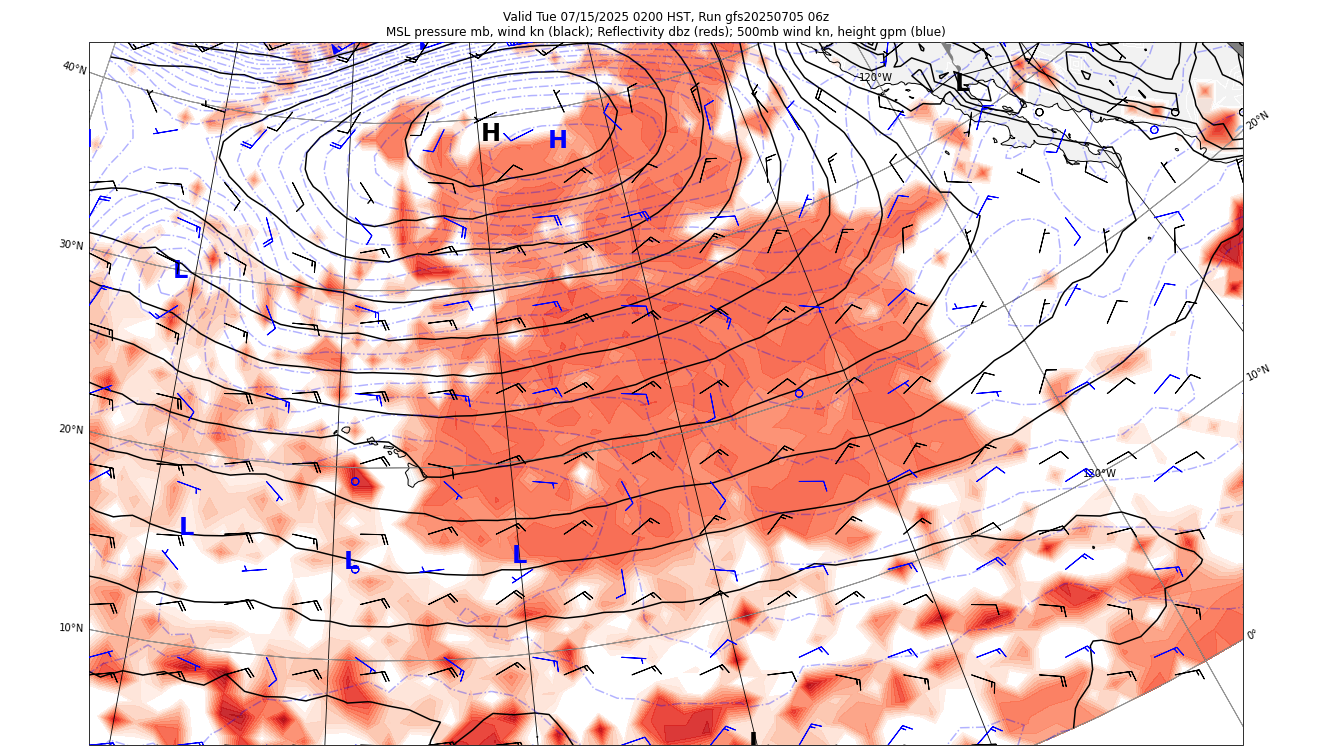 Valid Tue 07/15/2025 0200 HST, Run gfs20250705 06z
MSL pressure mb, wind kn (black); Reflectivity dbz (reds); 500mb wind kn, height gpm (blue)
40°N
120°W
L
20°N
H
H
30°N
L
10°N
20°N
120°W
L
L
L
10°N
0°
L